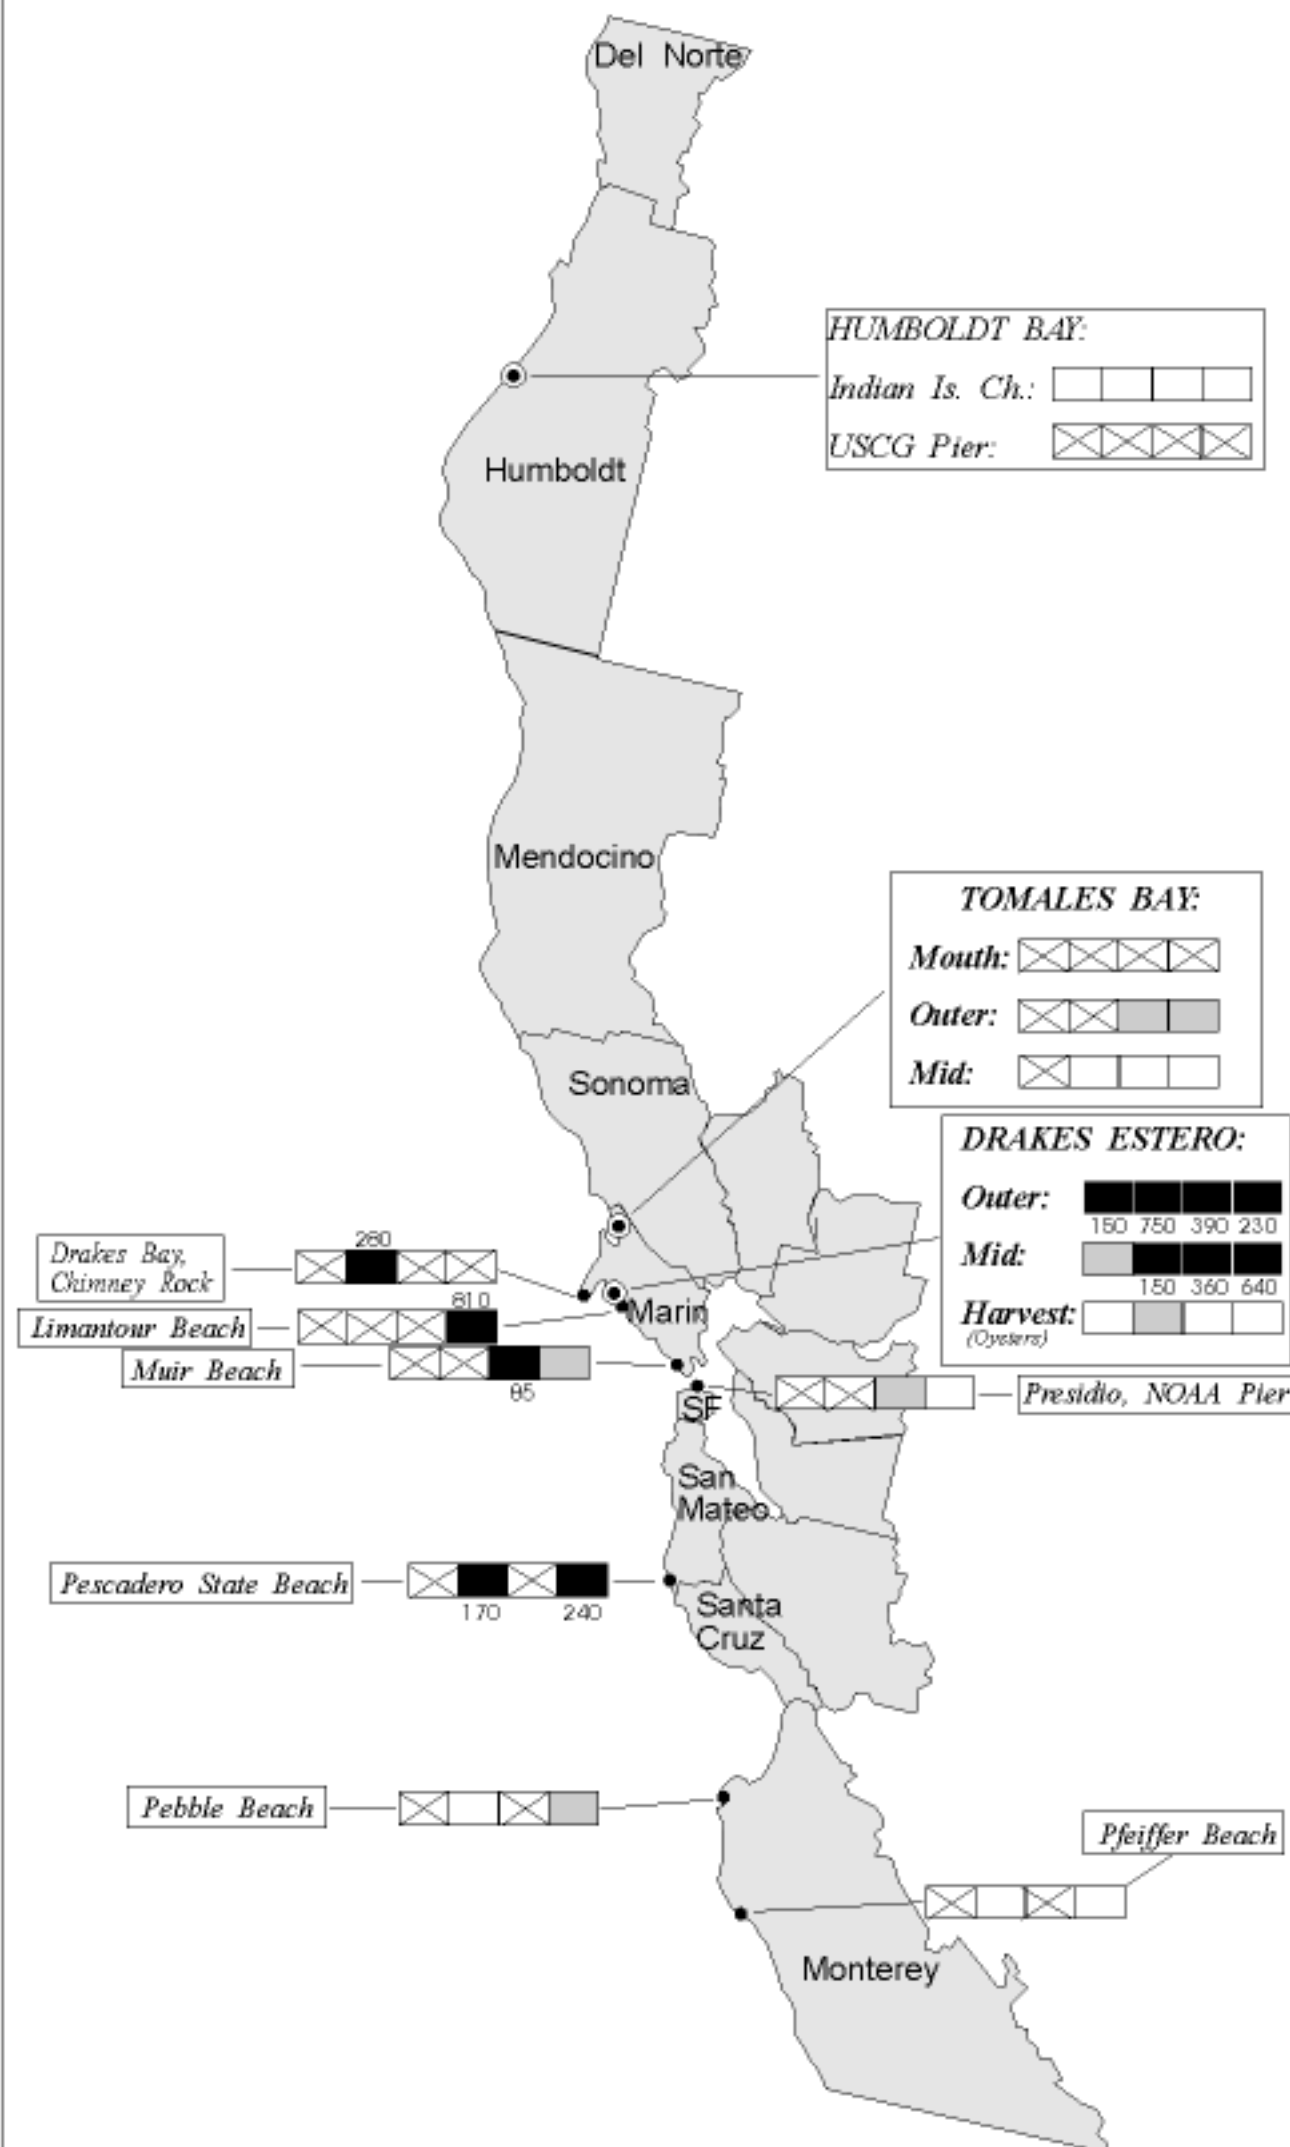 Del Norte
HUMBOLDT BAY:
Indian Is. Ch.:
USCG Pier:
Humboldt
Mendocino
TOMALES BAY:
Mouth:
Outer:
Mid:
Sonoma
DRAKES ESTERO:
Outer:
150 750 390 230
Mid:
150 360 640
Harvest:
(Oysters)
Drakes Bay,
Chimney Rock
280
Marin
Limantour Beach
810
Muir Beach
85
Presidio, NOAA Pier
SF
San
Mateo
Pescadero State Beach
170 240
Santa
Cruz
Pebble Beach
Pfeiffer Beach
Monterey